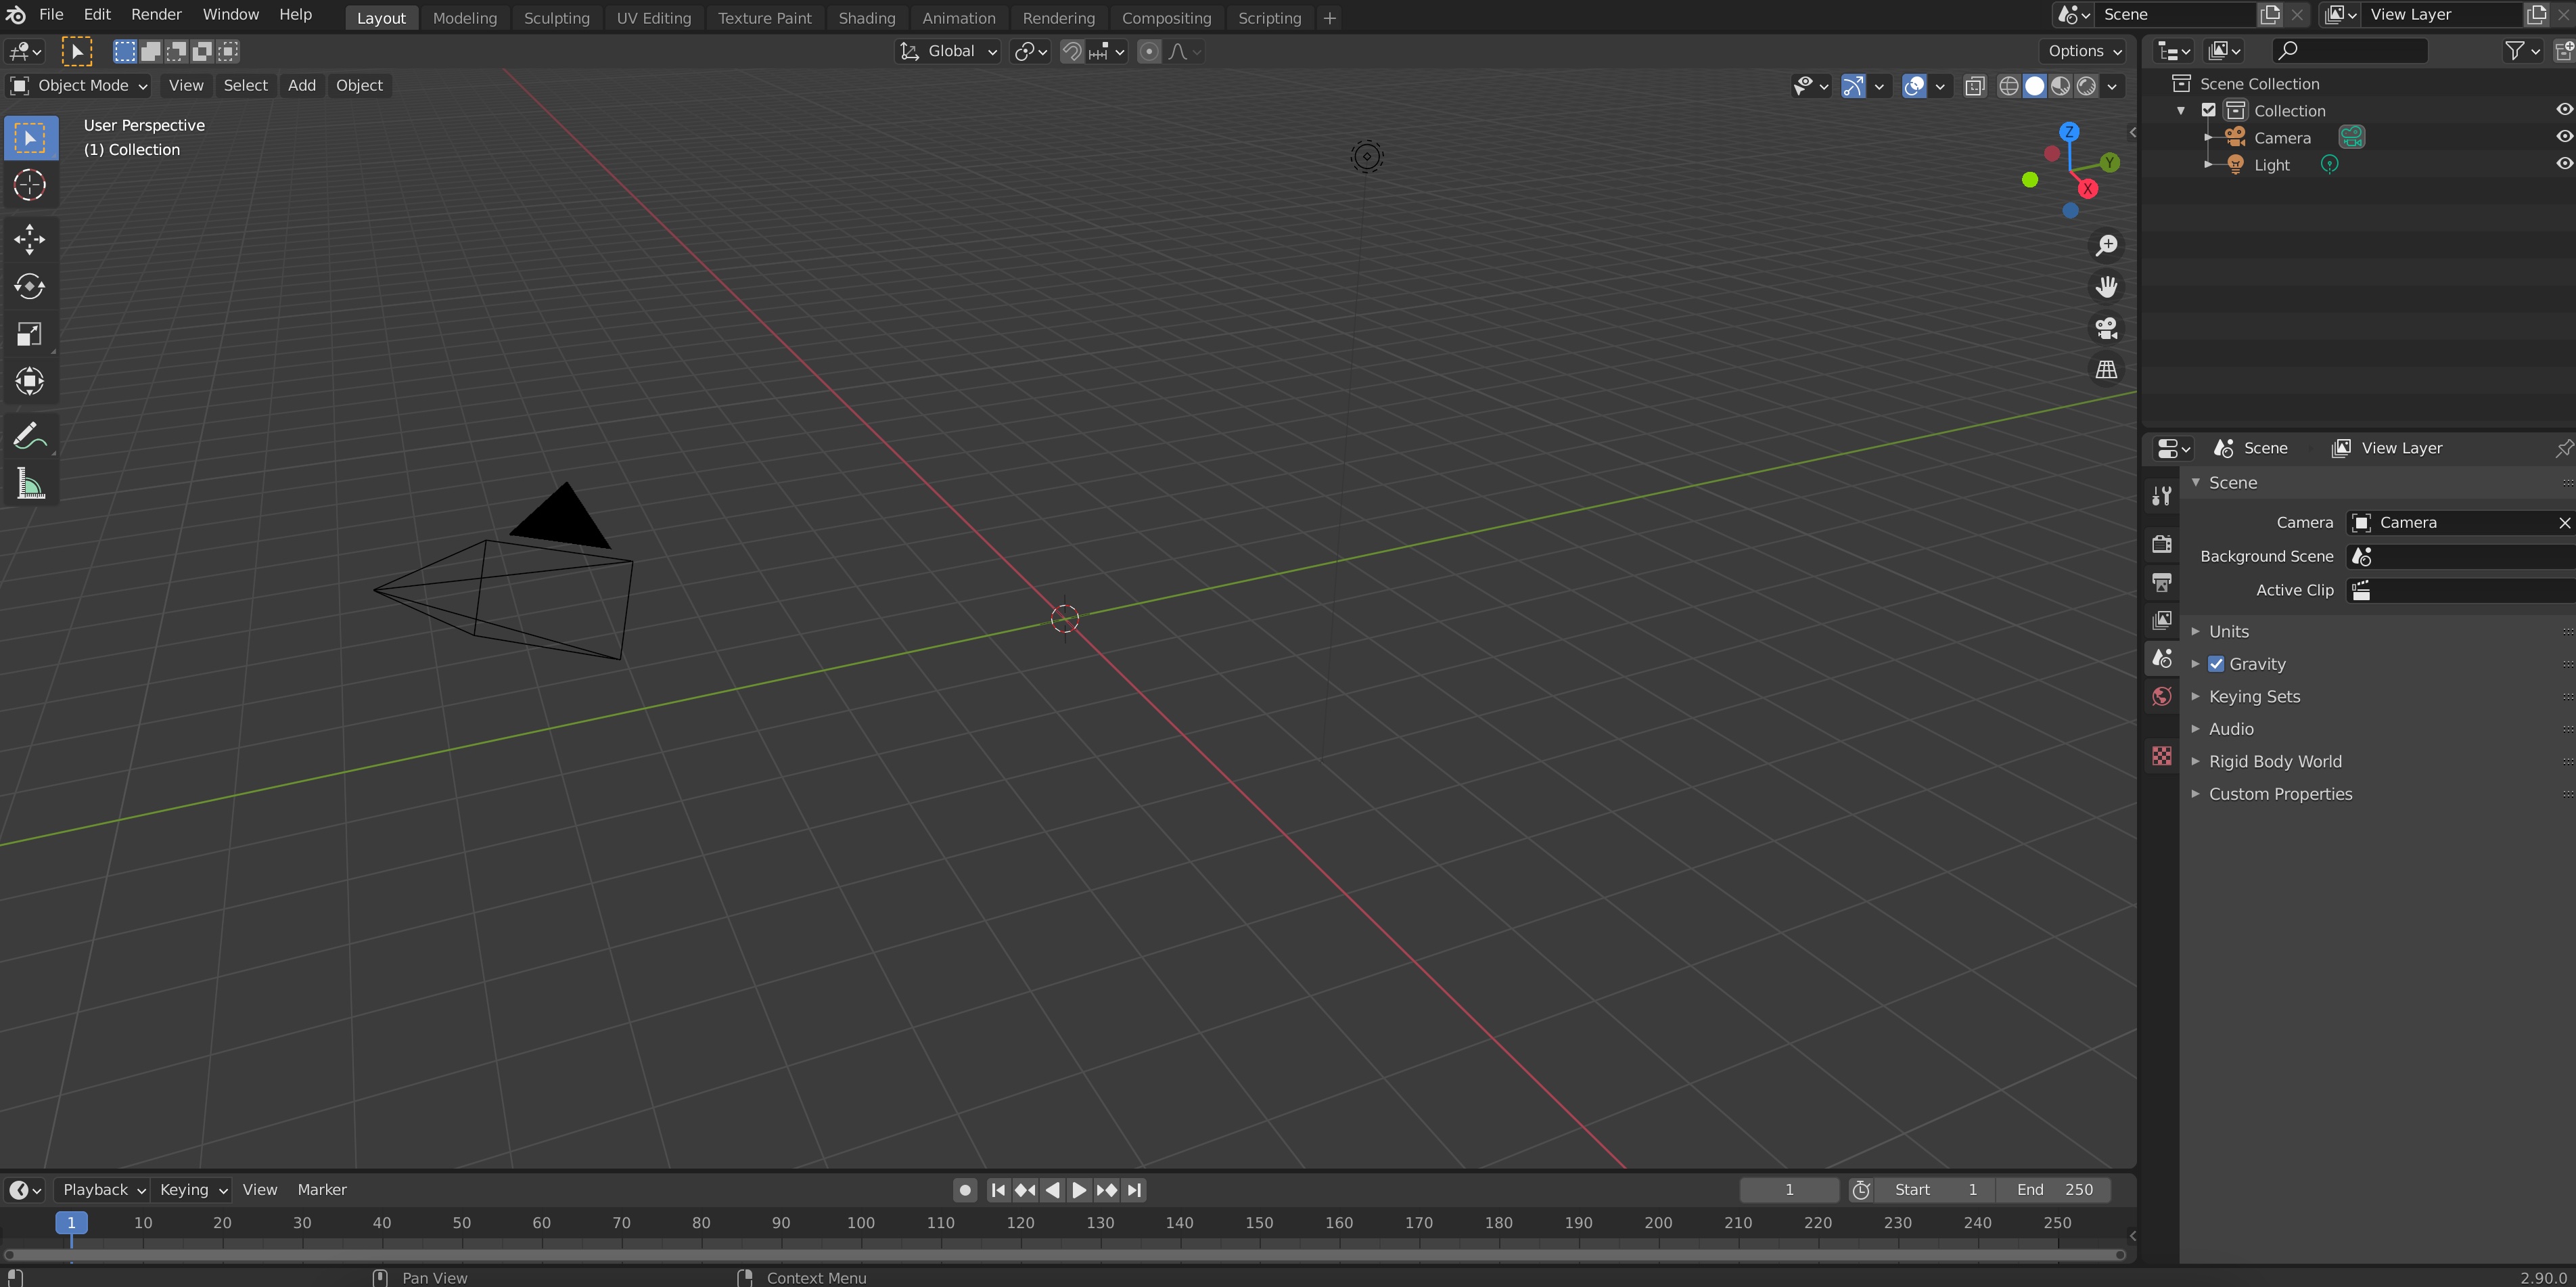 File Edit Render Window Help Layout Modeling Sculpting UV Editing Texture Paint Shading Animation Rendering Compositing Scripting + Scene View Layer
Global Options
Object Mode View Select Add Object
User Perspective
(1) Collection
Z
Y
X
Scene Collection
Collection
Camera
Light
Scene View Layer
Scene
Camera Camera
Background Scene
Active Clip
Units
Gravity
Keying Sets
Audio
Rigid Body World
Custom Properties
Playback Keying View Marker 1 Start 1 End 250
1 10 20 30 40 50 60 70 80 90 100 110 120 130 140 150 160 170 180 190 200 210 220 230 240 250
Pan View Context Menu 2.90.0